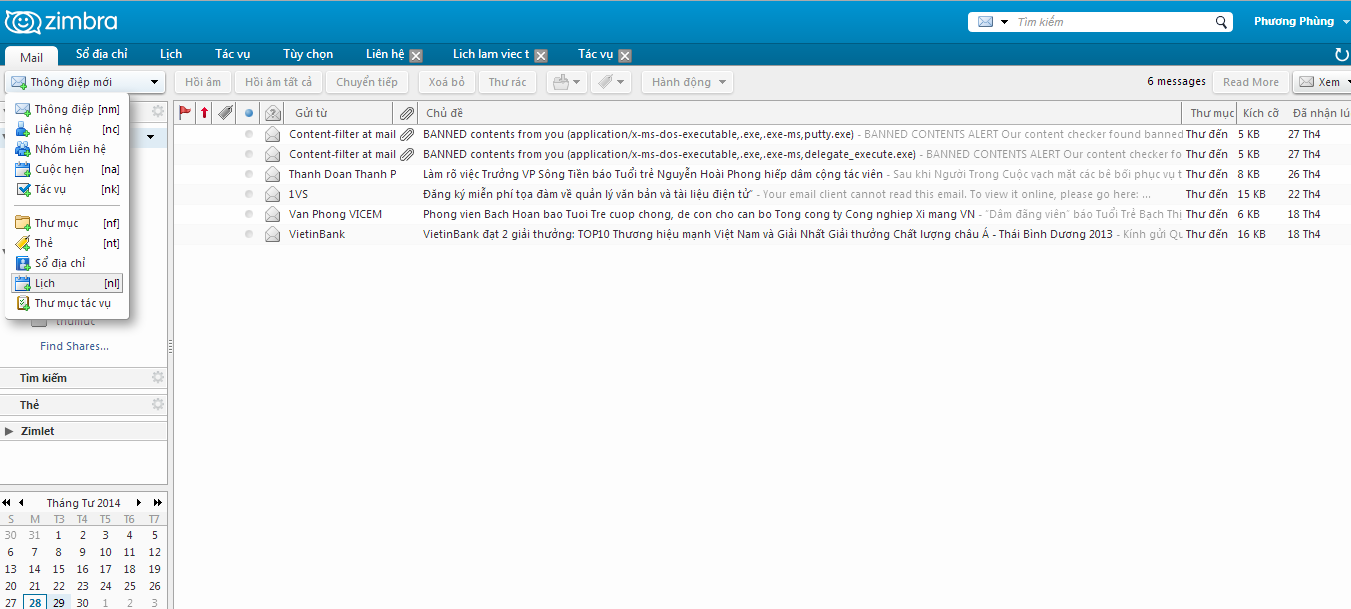 zimbra
Tìm kiếm
Phương Phùng
Mail Sổ địa chỉ Lịch Tác vụ Tùy chọn Liên hệ Lich lam viec t Tác vụ
Thông điệp mới Hồi âm Hồi âm tất cả Chuyển tiếp Xoá bỏ Thư rác Hành động 6 messages Read More Xem
Thông điệp [nm]
Liên hệ [nc]
Nhóm Liên hệ
Cuộc hẹn [na]
Tác vụ [nk]
Thư mục [nf]
Thẻ [nt]
Sổ địa chỉ
Lịch [nl]
Thư mục tác vụ
Find Shares...
Tìm kiếm
Thẻ
Zimlet
Gửi từ Chủ đề Thư mục Kích cỡ Đã nhận lú
Content-filter at mail BANNED contents from you (application/x-ms-dos-executable,.exe,.exe-ms,putty.exe) - BANNED CONTENTS ALERT Our content checker found banned Thư đến 5 KB 27 Th4
Content-filter at mail BANNED contents from you (application/x-ms-dos-executable,.exe,.exe-ms,delegate_execute.exe) - BANNED CONTENTS ALERT Our content checker fo Thư đến 5 KB 27 Th4
Thanh Doan Thanh P Làm rõ việc Trưởng VP Sông Tiền báo Tuổi trẻ Nguyễn Hoài Phong hiếp dâm cộng tác viên - Sau khi Người Trong Cuộc vạch mặt các bê bối phục vụ t Thư đến 8 KB 26 Th4
1VS Đăng ký miễn phí tọa đàm về quản lý văn bản và tài liệu điện tử" - Your email client cannot read this email. To view it online, please go here: ... Thư đến 15 KB 22 Th4
Van Phong VICEM Phong vien Bach Hoan bao Tuoi Tre cuop chong, de con cho can bo Tong cong ty Cong nghiep Xi mang VN - "Dâm đãng viên" báo Tuổi Trẻ Bạch Thị Thư đến 6 KB 18 Th4
VietinBank VietinBank đạt 2 giải thưởng: TOP10 Thương hiệu mạnh Việt Nam và Giải Nhất Giải thưởng Chất lượng châu Á - Thái Bình Dương 2013 - Kính gửi Qu Thư đến 16 KB 18 Th4
Tháng Tư 2014
S M T3 T4 T5 T6 T7
30 31 1 2 3 4 5
6 7 8 9 10 11 12
13 14 15 16 17 18 19
20 21 22 23 24 25 26
27 28 29 30 1 2 3